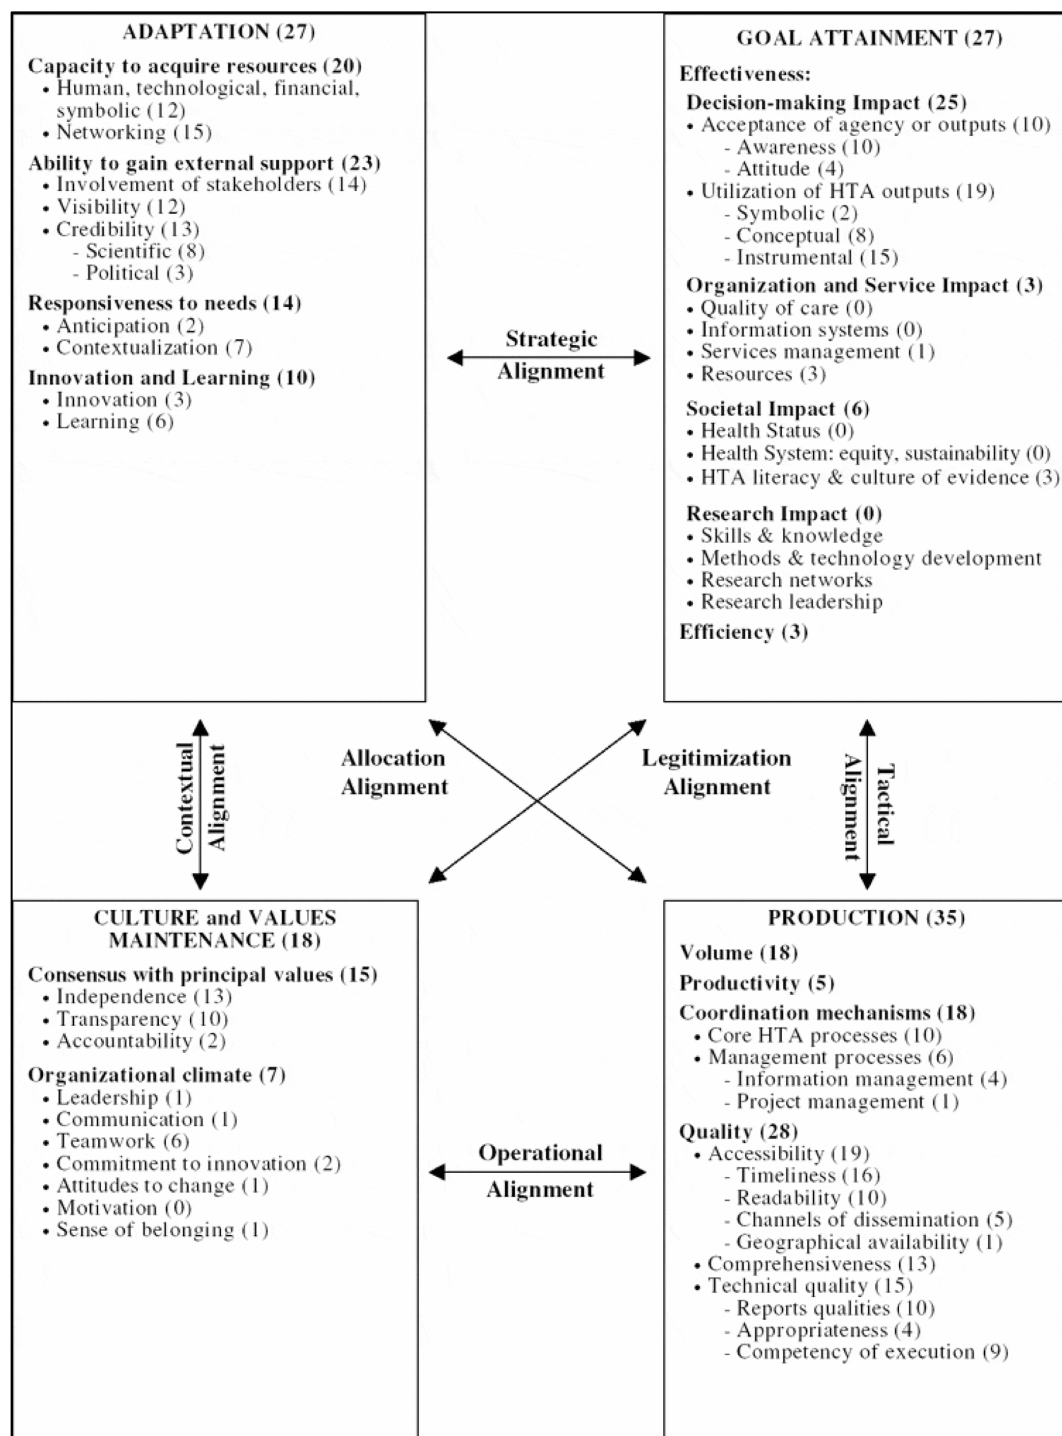 ADAPTATION (27)
Capacity to acquire resources (20)
• Human, technological, financial,
symbolic (12)
• Networking (15)
Ability to gain external support (23)
• Involvement of stakeholders (14)
• Visibility (12)
• Credibility (13)
- Scientific (8)
- Political (3)
Responsiveness to needs (14)
• Anticipation (2)
• Contextualization (7)
Innovation and Learning (10)
• Innovation (3)
• Learning (6)
Strategic
Alignment
GOAL ATTAINMENT (27)
Effectiveness:
Decision-making Impact (25)
• Acceptance of agency or outputs (10)
- Awareness (10)
- Attitude (4)
• Utilization of HTA outputs (19)
- Symbolic (2)
- Conceptual (8)
- Instrumental (15)
Organization and Service Impact (3)
• Quality of care (0)
• Information systems (0)
• Services management (1)
• Resources (3)
Societal Impact (6)
• Health Status (0)
• Health System: equity, sustainability (0)
• HTA literacy & culture of evidence (3)
Research Impact (0)
• Skills & knowledge
• Methods & technology development
• Research networks
• Research leadership
Efficiency (3)
Contextual
Alignment
Allocation
Alignment
Legitimization
Alignment
Tactical
Alignment
CULTURE and VALUES
MAINTENANCE (18)
Consensus with principal values (15)
• Independence (13)
• Transparency (10)
• Accountability (2)
Organizational climate (7)
• Leadership (1)
• Communication (1)
• Teamwork (6)
• Commitment to innovation (2)
• Attitudes to change (1)
• Motivation (0)
• Sense of belonging (1)
Operational
Alignment
PRODUCTION (35)
Volume (18)
Productivity (5)
Coordination mechanisms (18)
• Core HTA processes (10)
• Management processes (6)
- Information management (4)
- Project management (1)
Quality (28)
• Accessibility (19)
- Timeliness (16)
- Readability (10)
- Channels of dissemination (5)
- Geographical availability (1)
• Comprehensiveness (13)
• Technical quality (15)
- Reports qualities (10)
- Appropriateness (4)
- Competency of execution (9)